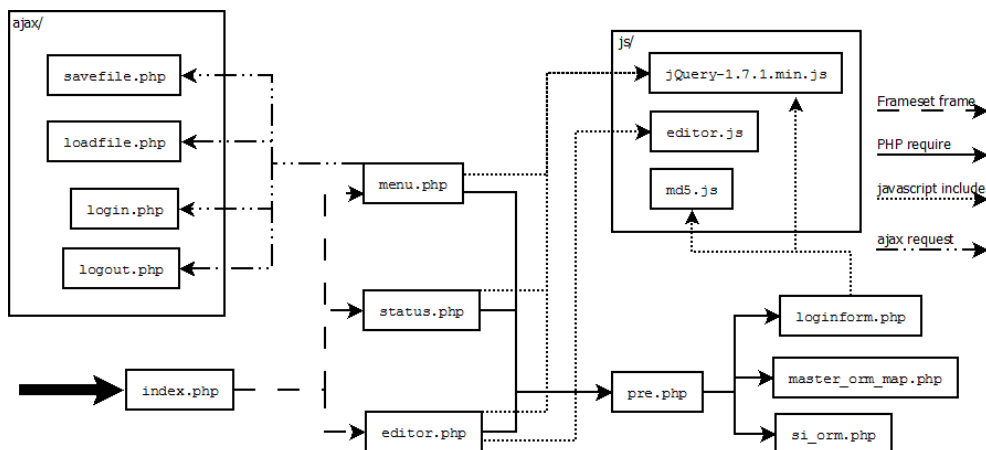 ajax/
savefile.php
loadfile.php
login.php
logout.php
index.php
menu.php
status.php
editor.php
js/
jQuery-1.7.1.min.js
editor.js
md5.js
pre.php
loginform.php
master_orm_map.php
si_orm.php
Frameset frame
PHP require
javascript include
ajax request